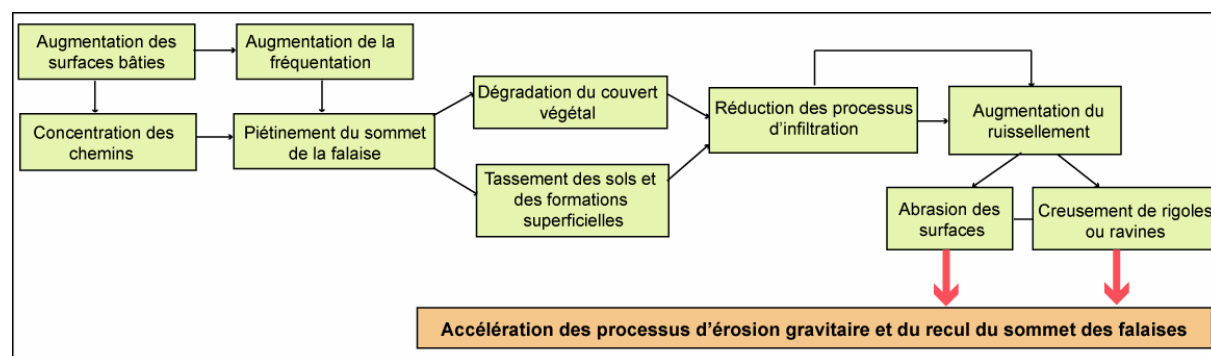 Augmentation des
surfaces bâties
Augmentation de la
fréquentation
Concentration des
chemins
Piétinement du sommet
de la falaise
Dégradation du couvert
végétal
Tassement des sols et
des formations
superficielles
Réduction des processus
d'infiltration
Augmentation du
ruissellement
Abrasion des
surfaces
Creusement de rigoles
ou ravines
Accélération des processus d'érosion gravitaire et du recul du sommet des falaises